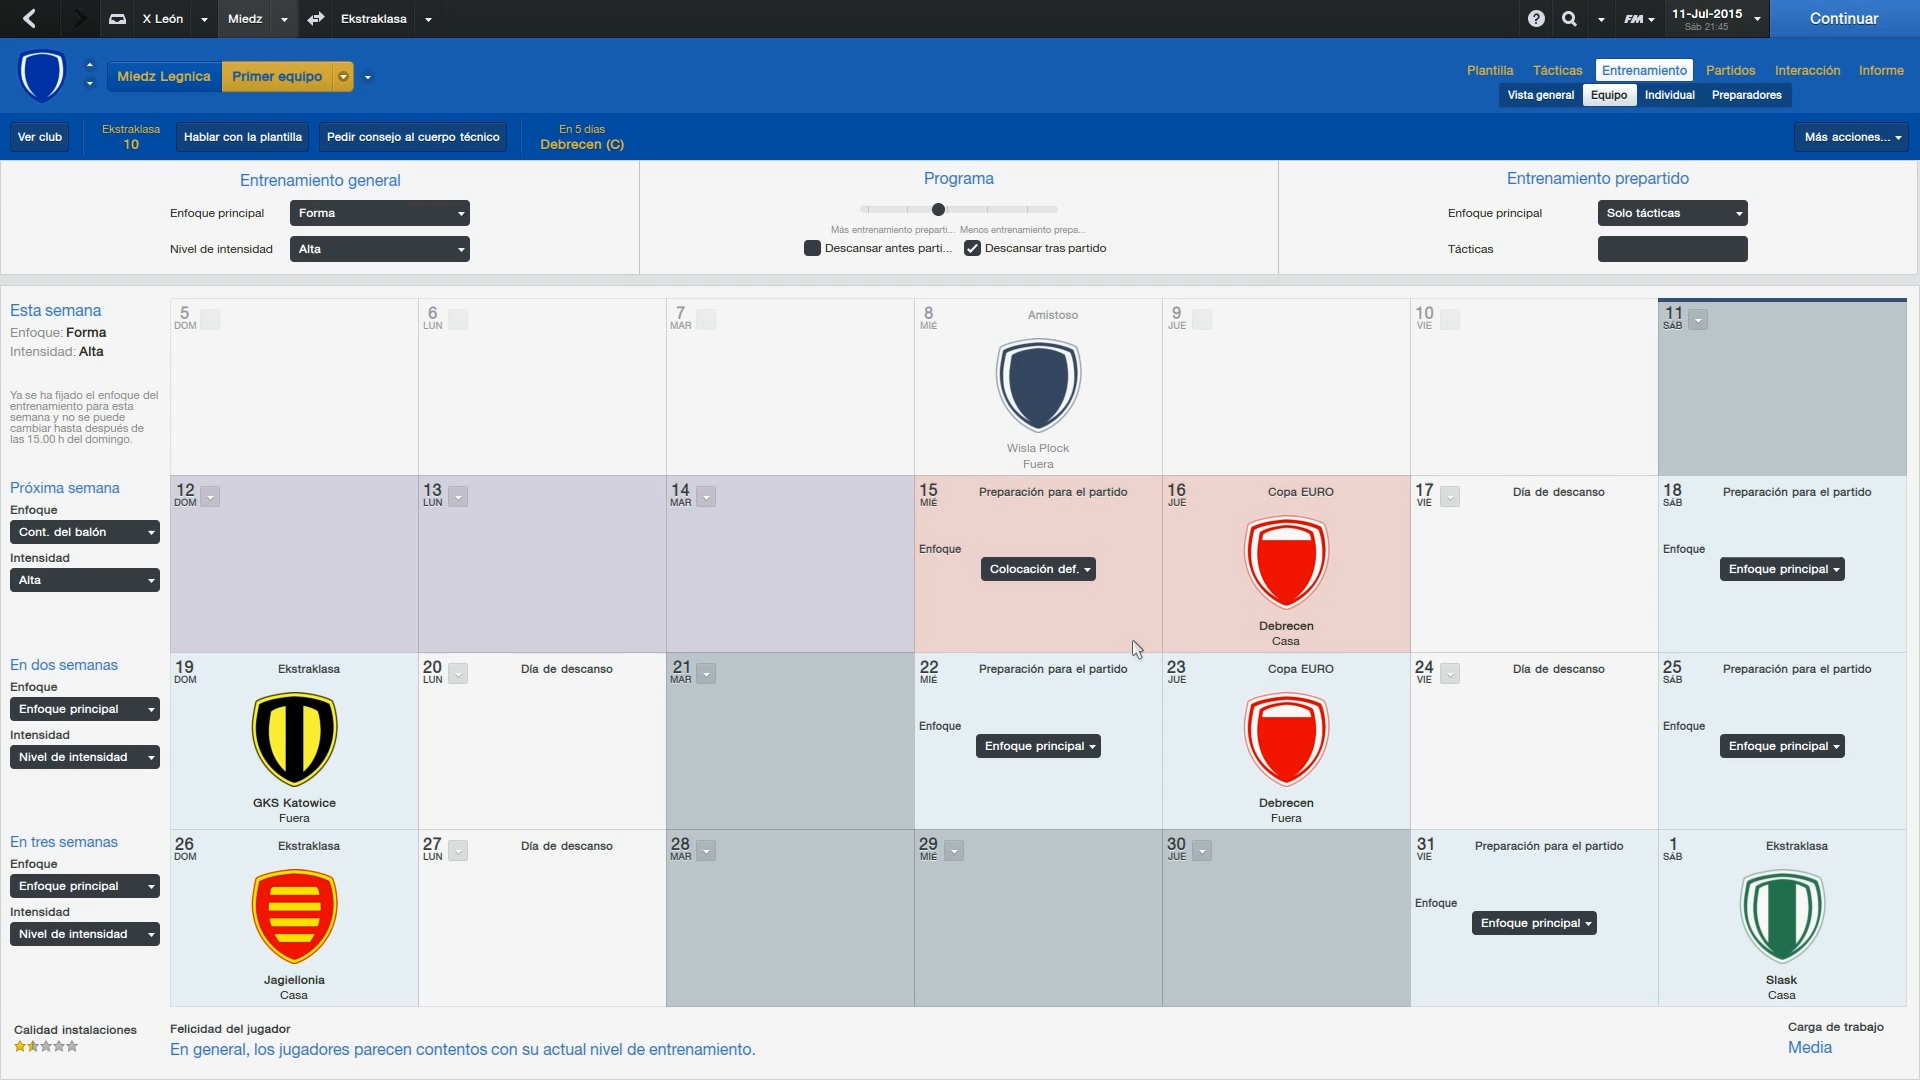 X León
Miedz
Ekstraklasa
FM
11-Jul-2015
Sáb 21:45
Continuar
Miedz Legnica
Primer equipo
Plantilla
Tácticas
Entrenamiento
Partidos
Interacción
Informe
Vista general
Equipo
Individual
Preparadores
Ver club
Ekstraklasa
10
Hablar con la plantilla
Pedir consejo al cuerpo técnico
En 5 días
Debrecen (C)
Más acciones...
Entrenamiento general
Enfoque principal
Forma
Nivel de intensidad
Alta
Programa
Más entrenamiento preparti...
Menos entrenamiento prepa...
Descansar antes parti...
Descansar tras partido
Entrenamiento prepartido
Enfoque principal
Solo tácticas
Tácticas
Esta semana
Enfoque: Forma
Intensidad: Alta
Ya se ha fijado el enfoque del
entrenamiento para esta
semana y no se puede
cambiar hasta después de
las 15.00 h del domingo.
5
DOM
6
LUN
7
MAR
8
MIÉ
Amistoso
Wisla Plock
Fuera
9
JUE
10
VIE
11
SÁB
Próxima semana
Enfoque
Cont. del balón
Intensidad
Alta
12
DOM
13
LUN
14
MAR
15
MIÉ
Preparación para el partido
Enfoque
Colocación def.
16
JUE
Copa EURO
Debrecen
Casa
17
VIE
Día de descanso
18
SÁB
Preparación para el partido
Enfoque
Enfoque principal
En dos semanas
Enfoque
Enfoque principal
Intensidad
Nivel de intensidad
19
DOM
Ekstraklasa
GKS Katowice
Fuera
20
LUN
Día de descanso
21
MAR
22
MIÉ
Preparación para el partido
Enfoque
Enfoque principal
23
JUE
Copa EURO
Debrecen
Fuera
24
VIE
Día de descanso
25
SÁB
Preparación para el partido
Enfoque
Enfoque principal
En tres semanas
Enfoque
Enfoque principal
Intensidad
Nivel de intensidad
26
DOM
Ekstraklasa
Jagiellonia
Casa
27
LUN
Día de descanso
28
MAR
29
MIÉ
30
JUE
31
VIE
Preparación para el partido
Enfoque
Enfoque principal
1
SÁB
Ekstraklasa
Slask
Casa
Calidad instalaciones
Felicidad del jugador
En general, los jugadores parecen contentos con su actual nivel de entrenamiento.
Carga de trabajo
Media